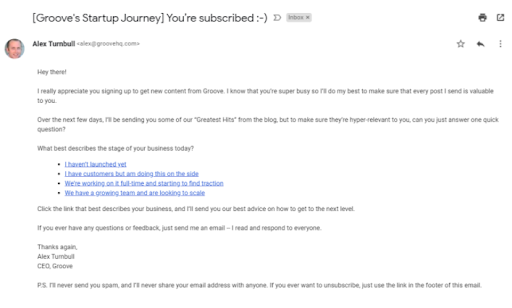 [Groove's Startup Journey] You're subscribed :-)
Inbox ×
Alex Turnbull <alex@groovehq.com>
Hey there!
I really appreciate you signing up to get new content from Groove. I know that you're super busy so I'll do my best to make sure that every post I send is valuable
to you.
Over the next few days, I'll be sending you some of our "Greatest Hits" from the blog, but to make sure they're hyper-relevant to you, can you just answer one quick
question?
What best describes the stage of your business today?
• I haven't launched yet
• I have customers but am doing this on the side
• We're working on it full-time and starting to find traction
• We have a growing team and are looking to scale
Click the link that best describes your business, and I'll send you our best advice on how to get to the next level.
If you ever have any questions or feedback, just send me an email – I read and respond to everyone.
Thanks again,
Alex Turnbull
CEO, Groove
P.S. I'll never send you spam, and I'll never share your email address with anyone. If you ever want to unsubscribe, just use the link in the footer of this email.